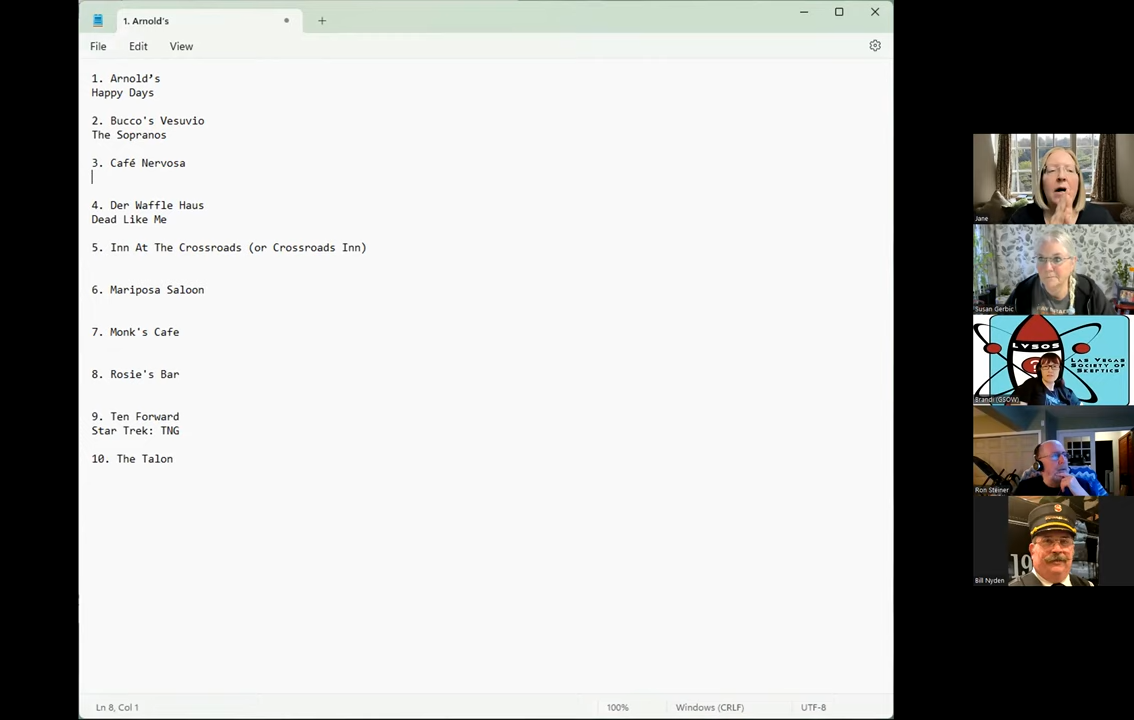 1. Arnold's
File Edit View
1. Arnold’s
Happy Days
2. Bucco's Vesuvio
The Sopranos
3. Café Nervosa
4. Der Waffle Haus
Dead Like Me
5. Inn At The Crossroads (or Crossroads Inn)
6. Mariposa Saloon
7. Monk's Cafe
8. Rosie's Bar
9. Ten Forward
Star Trek: TNG
10. The Talon
Ln 8, Col 1
100%
Windows (CRLF)
UTF-8
Jane
Susan Gerbic
LVSOS
LAS VEGAS
SOCIETY OF
SKEPTICS
Brandi (GSOW)
Ron Steiner
19
Bill Nyden